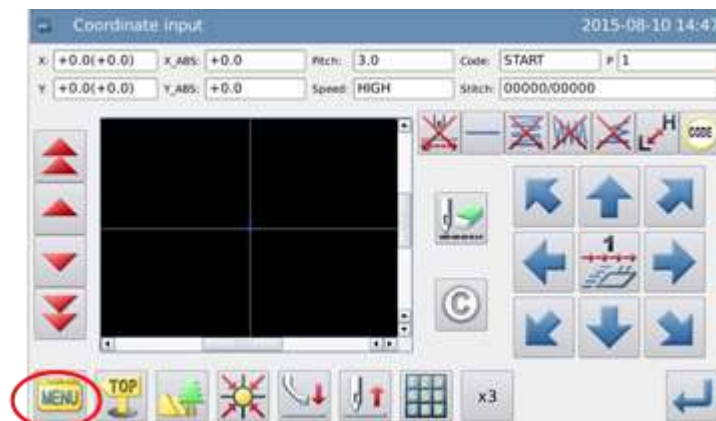 Coordinate input 2015-08-10 14:47
X: +0.0(+0.0) X_ABS: +0.0 Pitch: 3.0 Code: START P 1
Y: +0.0(+0.0) Y_ABS: +0.0 Speed: HIGH Stitch: 00000/00000
L H CODE
1
C
MENU TOP x3